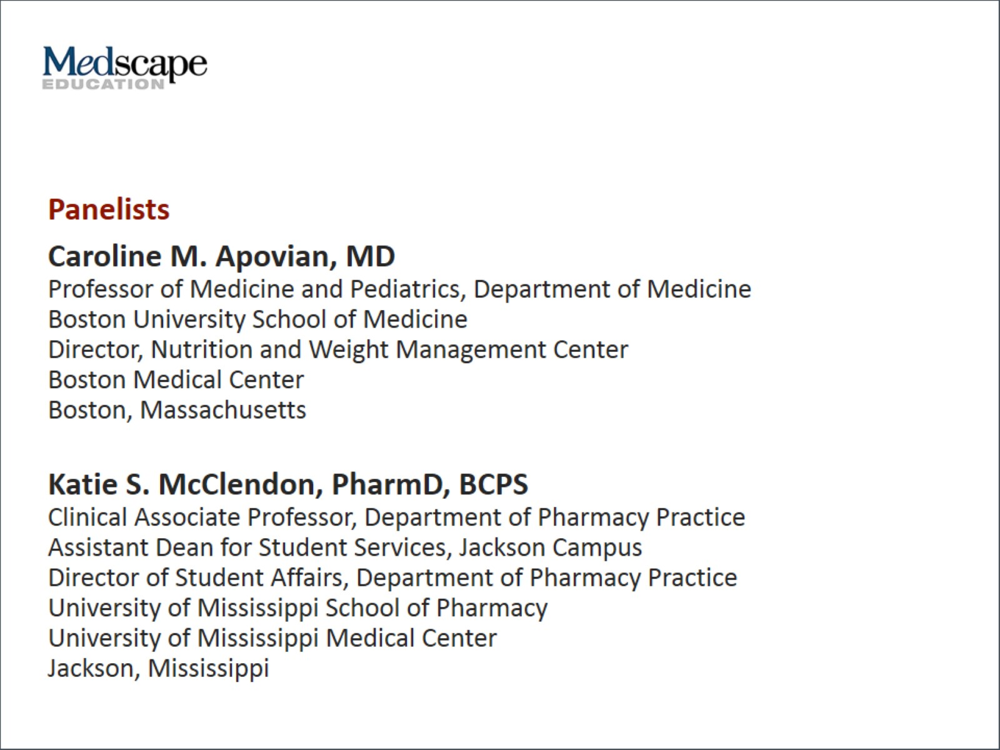 Medscape
EDUCATION
Panelists
Caroline M. Apovian, MD
Professor of Medicine and Pediatrics, Department of Medicine
Boston University School of Medicine
Director, Nutrition and Weight Management Center
Boston Medical Center
Boston, Massachusetts
Katie S. McClendon, PharmD, BCPS
Clinical Associate Professor, Department of Pharmacy Practice
Assistant Dean for Student Services, Jackson Campus
Director of Student Affairs, Department of Pharmacy Practice
University of Mississippi School of Pharmacy
University of Mississippi Medical Center
Jackson, Mississippi